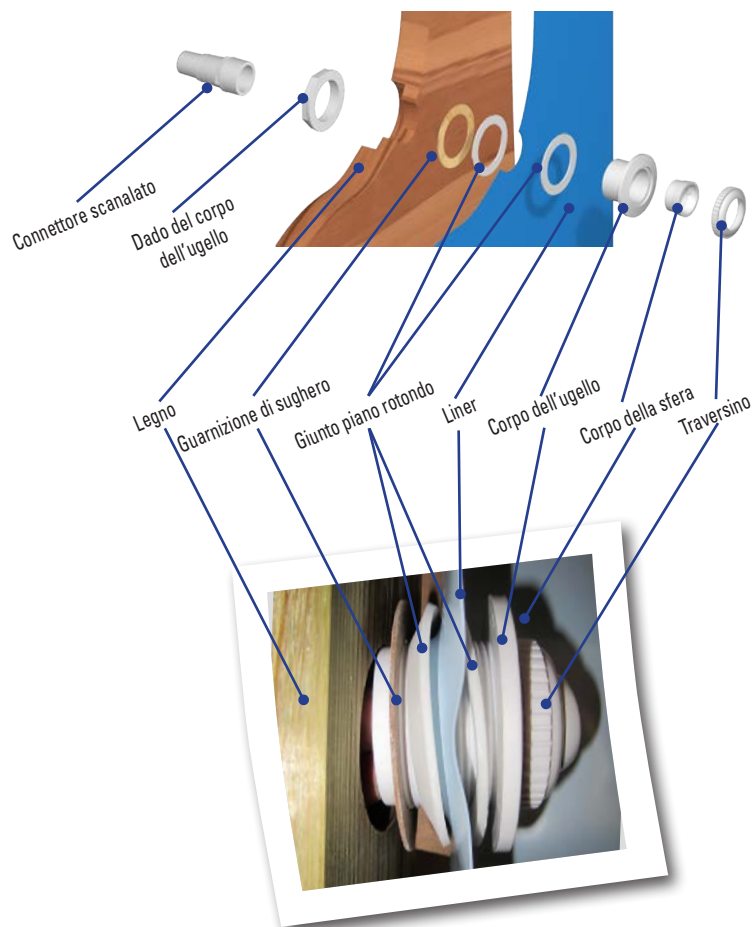 Connettore scanalato
Dado del corpo
dell'ugello
Legno
Guarnizione di sughero
Giunto piano rotondo
Liner
Corpo dell'ugello
Corpo della sfera
Traversino